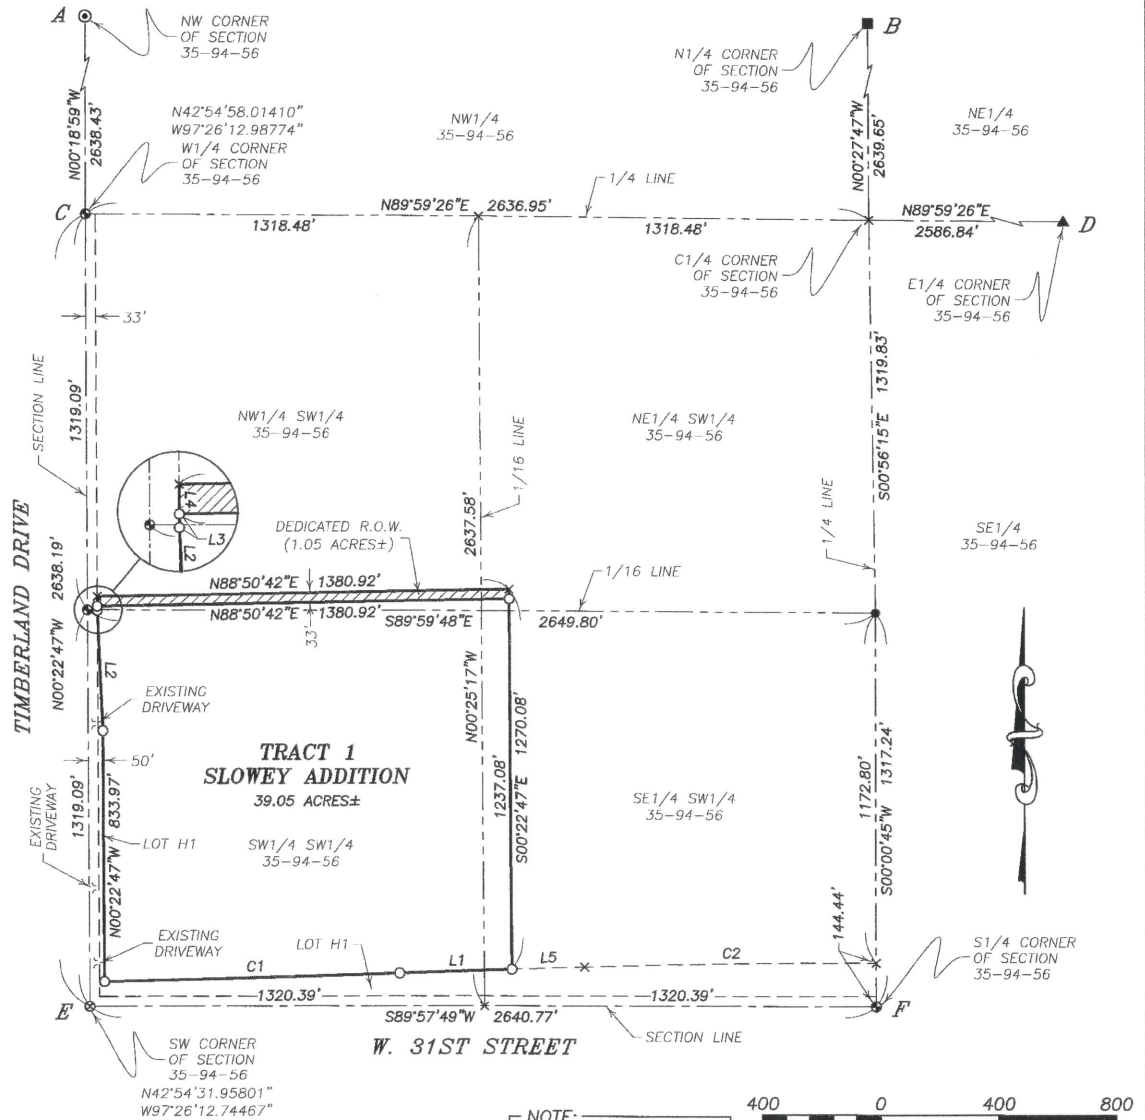 A
NW CORNER
OF SECTION
35-94-56
B
N1/4 CORNER
OF SECTION
35-94-56
N00°18'59"W
2638.43'
N42°54'58.01410"
W97°26'12.98774"
W1/4 CORNER
OF SECTION
35-94-56
NW1/4
35-94-56
N00°27'47"W
2639.65'
NE1/4
35-94-56
1/4 LINE
C
N89°59'26"E 2636.95'
1318.48'
1318.48'
N89°59'26"E
2586.84'
D
C1/4 CORNER
OF SECTION
35-94-56
E1/4 CORNER
OF SECTION
35-94-56
33'
SECTION LINE
1319.09'
S00°56'15"E 1319.83'
NW1/4 SW1/4
35-94-56
NE1/4 SW1/4
35-94-56
1/16 LINE
1/4 LINE
L4
L3
L2
2637.58'
DEDICATED R.O.W.
(1.05 ACRES±)
SE1/4
35-94-56
TIMBERLAND DRIVE
N00°22'47"W 2638.19'
N88°50'42"E 1380.92'
1/16 LINE
N88°50'42"E 1380.92'
33'
S89°59'48"E
2649.80'
L2
EXISTING
DRIVEWAY
N00°25'17"W
1237.08'
S00°22'47"E 1270.08'
50'
TRACT 1
SLOWEY ADDITION
39.05 ACRES±
1319.09'
833.97'
N00°22'47"W
EXISTING
DRIVEWAY
LOT H1
SW1/4 SW1/4
35-94-56
SE1/4 SW1/4
35-94-56
1172.80'
S00°00'45"W 1317.24'
EXISTING
DRIVEWAY
LOT H1
C1
L1
L5
C2
144.44'
S1/4 CORNER
OF SECTION
35-94-56
E
1320.39'
1320.39'
F
S89°57'49"W 2640.77'
SECTION LINE
W. 31ST STREET
SW CORNER
OF SECTION
35-94-56
N42°54'31.95801"
W97°26'12.74467"
NOTE:
400 0 400 800